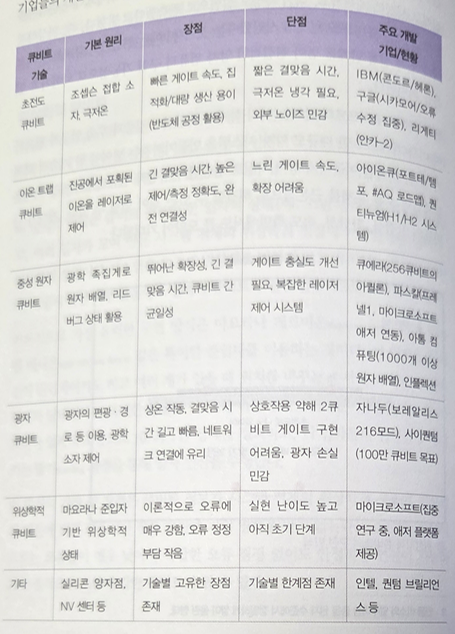 기업들의
큐비트
기술
기본 원리
장점
단점
주요 개발
기업/현황
초전도
큐비트
조셉슨 접합 소
자, 극저온
빠른 게이트 속도, 집
적화/대량 생산 용이
(반도체 공정 활용)
짧은 결맞음 시간,
극저온 냉각 필요,
외부 노이즈 민감
IBM(콘도르/헤론),
구글(시카모어/오류
수정 집중), 리게티
(안카-2)
이온 트랩
큐비트
진공에서 포획된
이온을 레이저로
제어
긴 결맞음 시간, 높은
제어/측정 정확도, 완
전 연결성
느린 게이트 속도,
확장 어려움
아이온큐(포르테/템
포, #AQ 로드맵), 퀀
티뉴엄(H1/H2 시스
템)
중성 원자
큐비트
광학 족집게로
원자 배열, 리드
버그 상태 활용
뛰어난 확장성, 긴 결
맞음 시간, 큐비트 간
균일성
게이트 충실도 개선
필요, 복잡한 레이저
제어 시스템
큐에라(256큐비트의
아퀼라), 파스칼(프레
넬1, 마이크로소프트
애저 연동), 아톰 컴
퓨팅(1000개 이상
원자 배열), 인플렉션
광자
큐비트
광자의 편광·경
로 등 이용, 광학
소자 제어
상온 작동, 결맞음 시
간 길고 빠름, 네트워
크 연결에 유리
상호작용 약해 2큐
비트 게이트 구현
어려움, 광자 손실
민감
자나두(보레알리스
216모드), 사이퀀텀
(100만 큐비트 목표)
위상학적
큐비트
마요라나 준입자
기반 위상학적
상태
이론적으로 오류에
매우 강함, 오류 정정
부담 적음
실현 난이도 높고
아직 초기 단계
마이크로소프트(집중
연구 중, 애저 플랫폼
제공)
기타
실리콘 양자점,
NV 센터 등
기술별 고유한 장점
존재
기술별 한계점 존재
인텔, 퀀텀 브릴리언
스 등